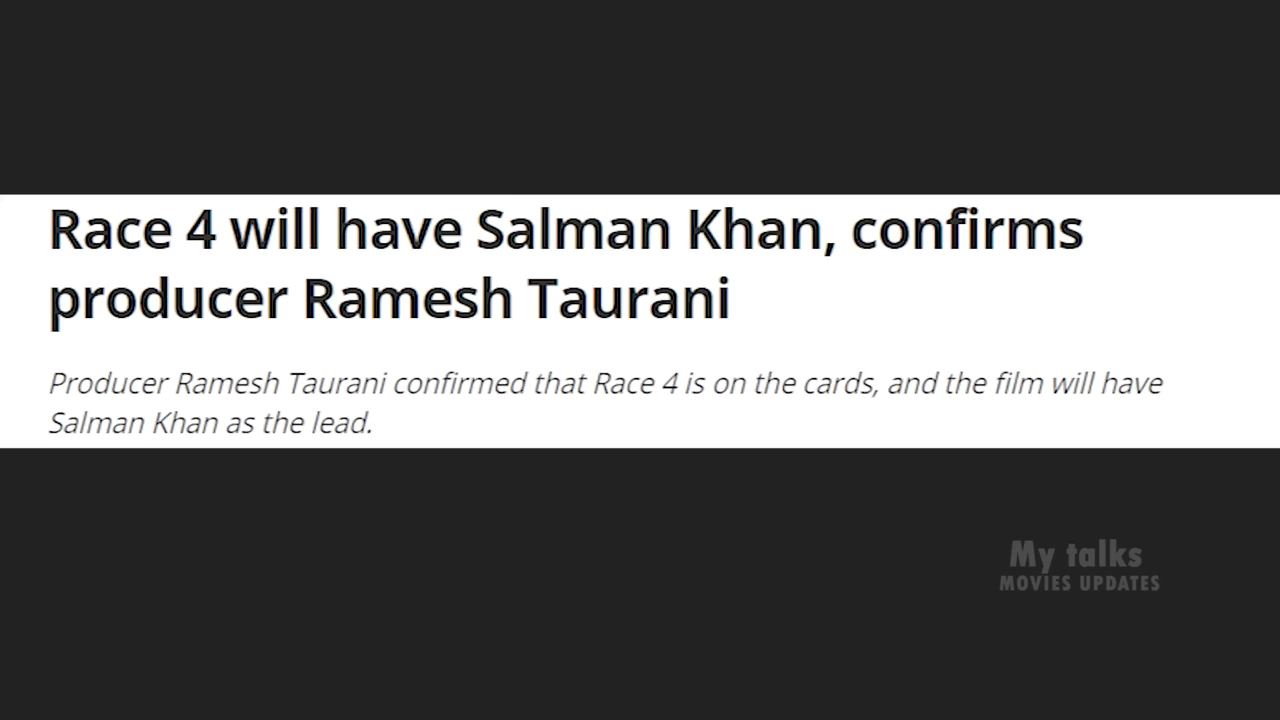 Race 4 will have Salman Khan, confirms
producer Ramesh Taurani
Producer Ramesh Taurani confirmed that Race 4 is on the cards, and the film will have
Salman Khan as the lead.
My talks
MOVIES UPDATES